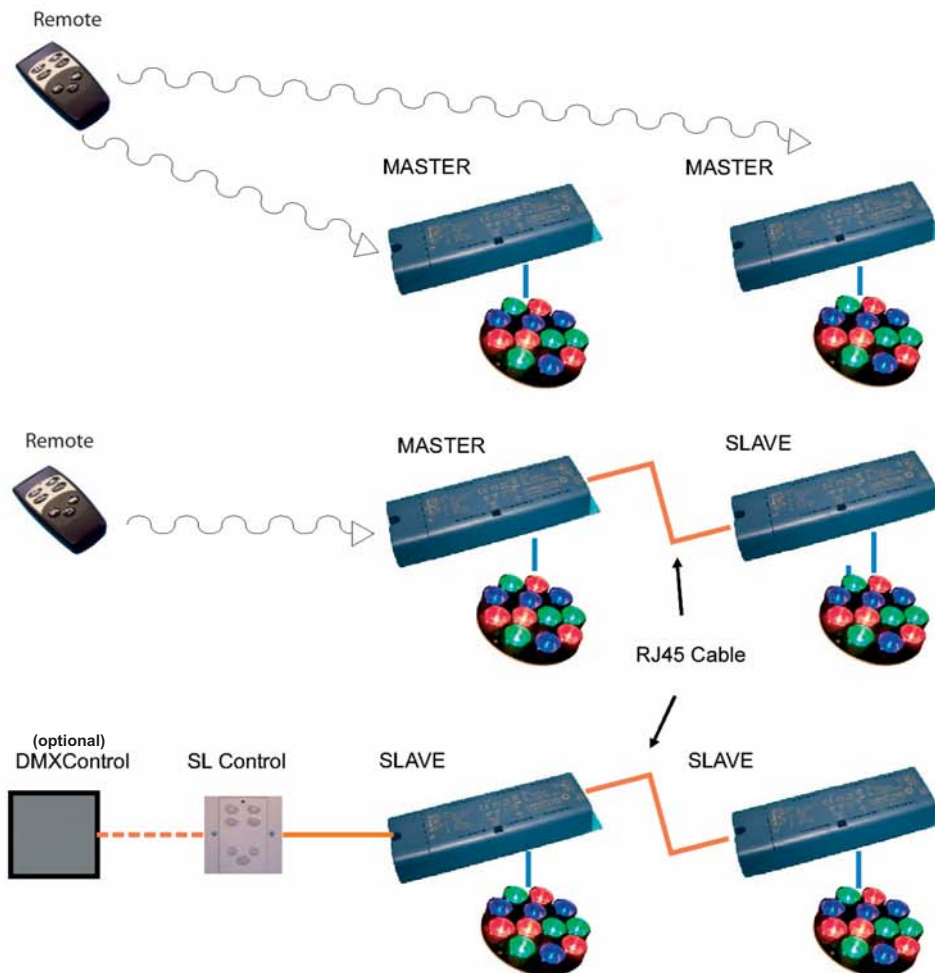 Remote
MASTER MASTER
Remote
MASTER SLAVE
RJ45 Cable
(optional)
DMXControl SL Control SLAVE SLAVE